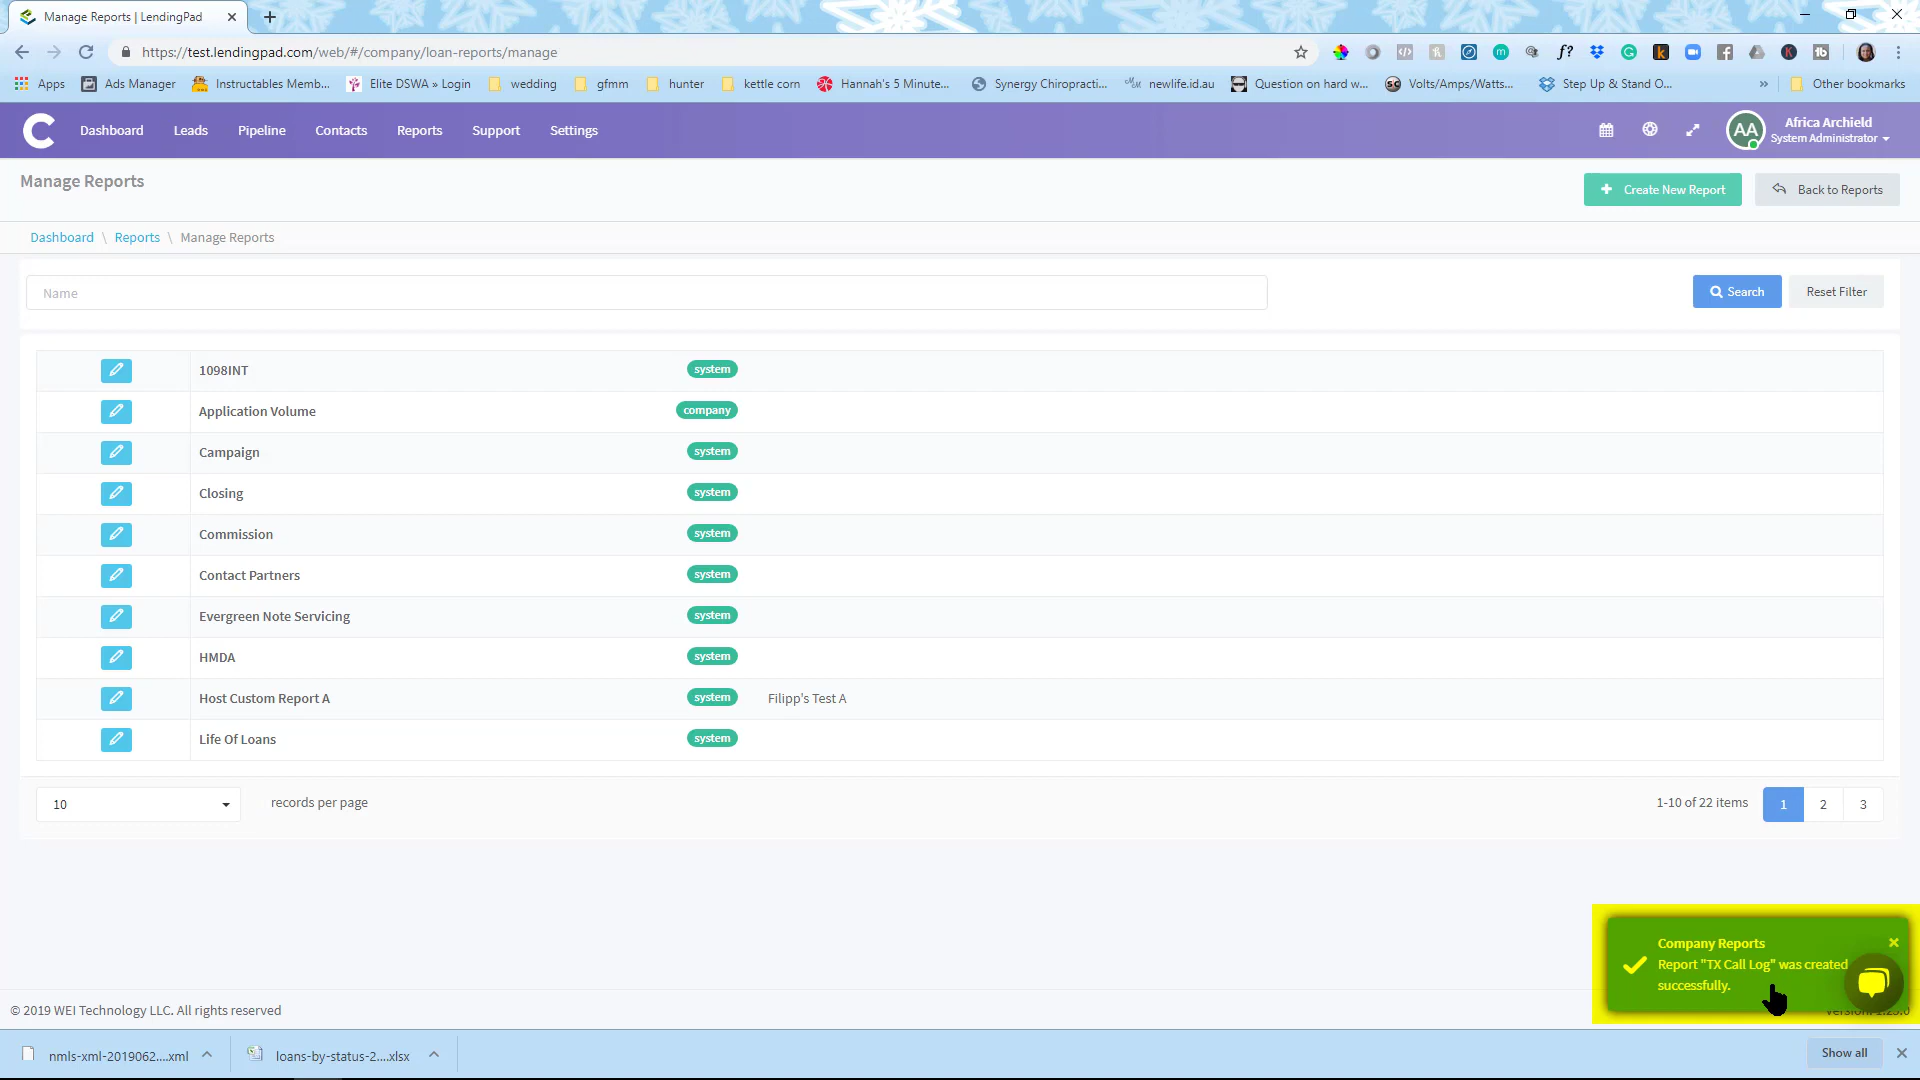 Manage Reports | LendingPad
https://test.lendingpad.com/web/#/company/loan-reports/manage
Apps Ads Manager Instructables Memb... Elite DSWA » Login wedding gfmm hunter kettle corn Hannah's 5 Minute... Synergy Chiropracti... newlife.id.au Question on hard w... Volts/Amps/Watts... Step Up & Stand O... » Other bookmarks
C Dashboard Leads Pipeline Contacts Reports Support Settings AA Africa Archield
System Administrator
Manage Reports
Create New Report Back to Reports
Dashboard \ Reports \ Manage Reports
Name Search Reset Filter
1098INT system
Application Volume company
Campaign system
Closing system
Commission system
Contact Partners system
Evergreen Note Servicing system
HMDA system
Host Custom Report A system Filipp's Test A
Life Of Loans system
10 records per page 1-10 of 22 items 1 2 3
Company Reports
Report "TX Call Log" was created
successfully.
© 2019 WEI Technology LLC. All rights reserved
nmls-xml-2019062....xml loans-by-status-2....xlsx Show all